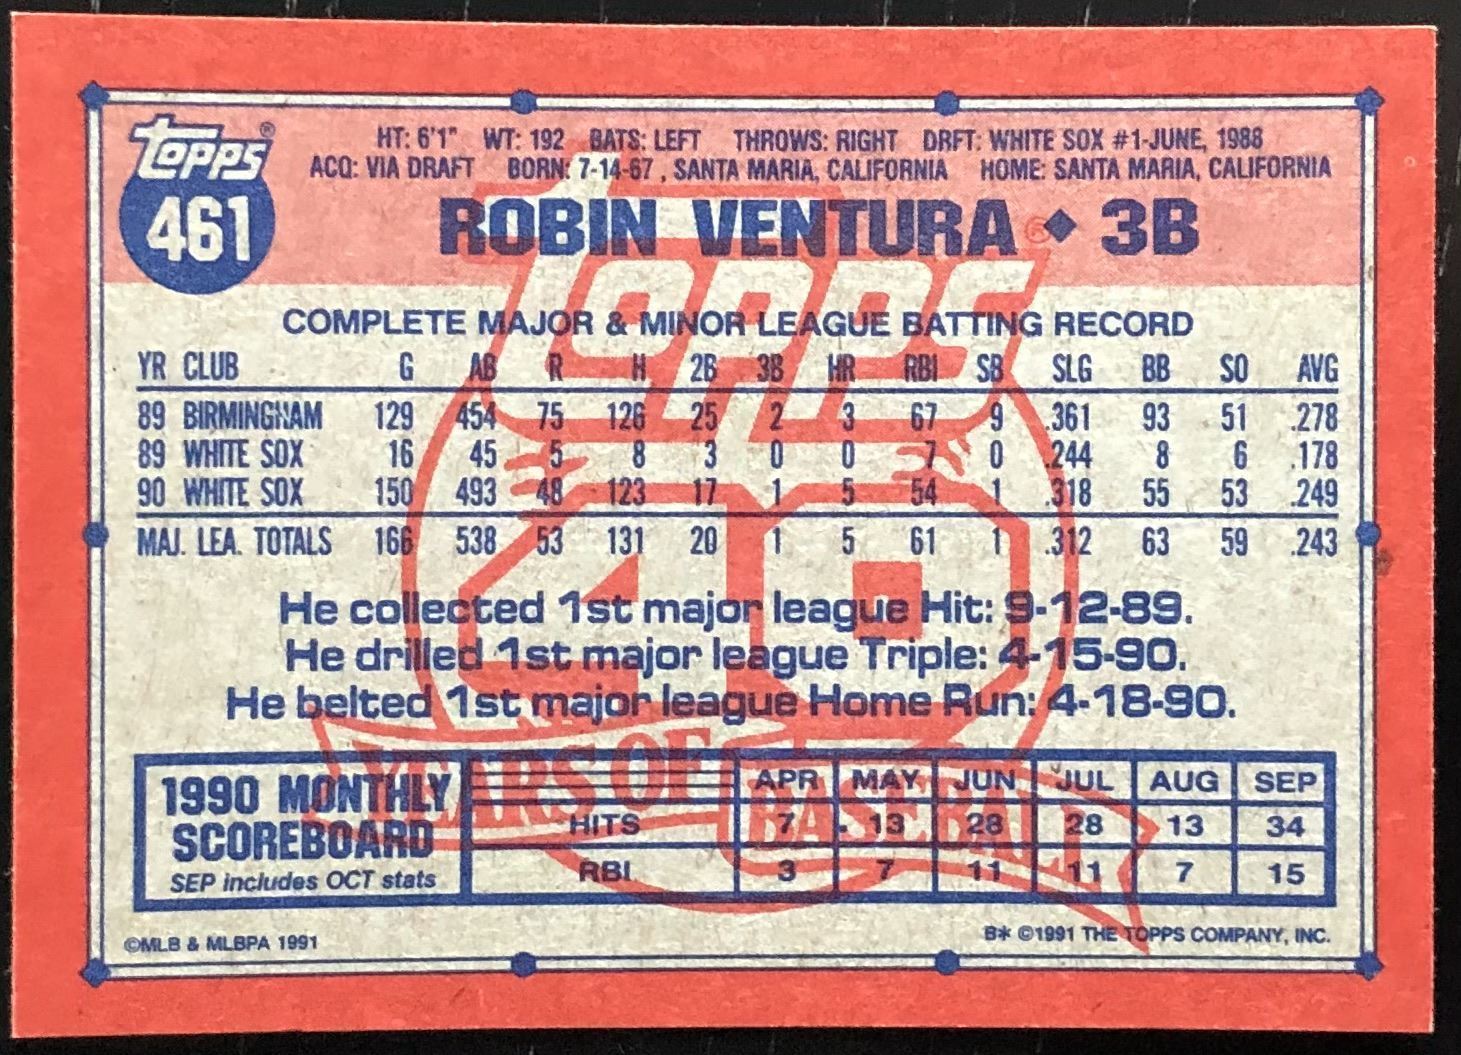 Topps®
461
HT: 6'1" WT: 192 BATS: LEFT THROWS: RIGHT DRFT: WHITE SOX #1-JUNE, 1988
ACQ: VIA DRAFT BORN: 7-14-67 , SANTA MARIA, CALIFORNIA HOME: SANTA MARIA, CALIFORNIA
ROBIN VENTURA ◆ 3B
Topps®
40
YEARS OF BASEBALL
COMPLETE MAJOR & MINOR LEAGUE BATTING RECORD
YR CLUB G AB R H 2B 3B HR RBI SB SLG BB SO AVG
89 BIRMINGHAM 129 454 75 126 25 2 3 67 9 .361 93 51 .278
89 WHITE SOX 16 45 5 8 3 0 0 7 0 .244 8 6 .178
90 WHITE SOX 150 493 48 123 17 1 5 54 1 .318 55 53 .249
MAJ. LEA. TOTALS 166 538 53 131 20 1 5 61 1 .312 63 59 .243
He collected 1st major league Hit: 9-12-89.
He drilled 1st major league Triple: 4-15-90.
He belted 1st major league Home Run: 4-18-90.
1990 MONTHLY
SCOREBOARD
SEP includes OCT stats
APR MAY JUN JUL AUG SEP
HITS 7 13 28 28 13 34
RBI 3 7 11 11 7 15
©MLB & MLBPA 1991
B* ©1991 THE TOPPS COMPANY, INC.